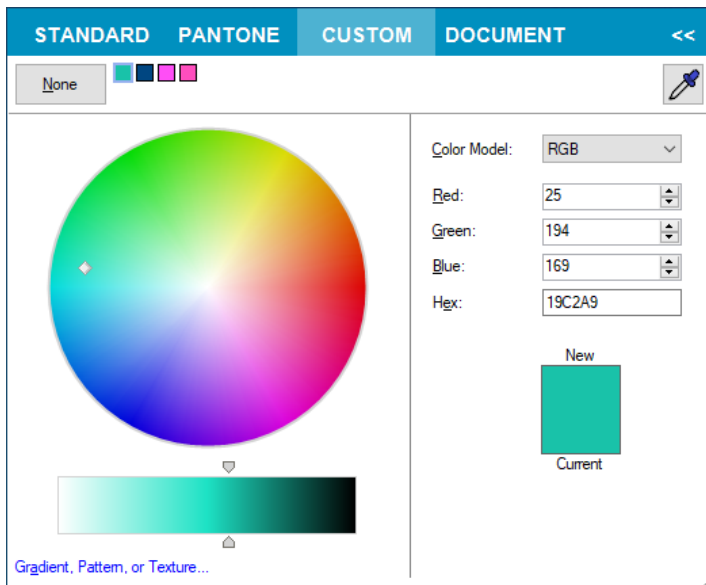 STANDARD PANTONE CUSTOM DOCUMENT <<
None
Color Model: RGB
Red: 25
Green: 194
Blue: 169
Hex: 19C2A9
New
Current
Gradient, Pattern, or Texture...